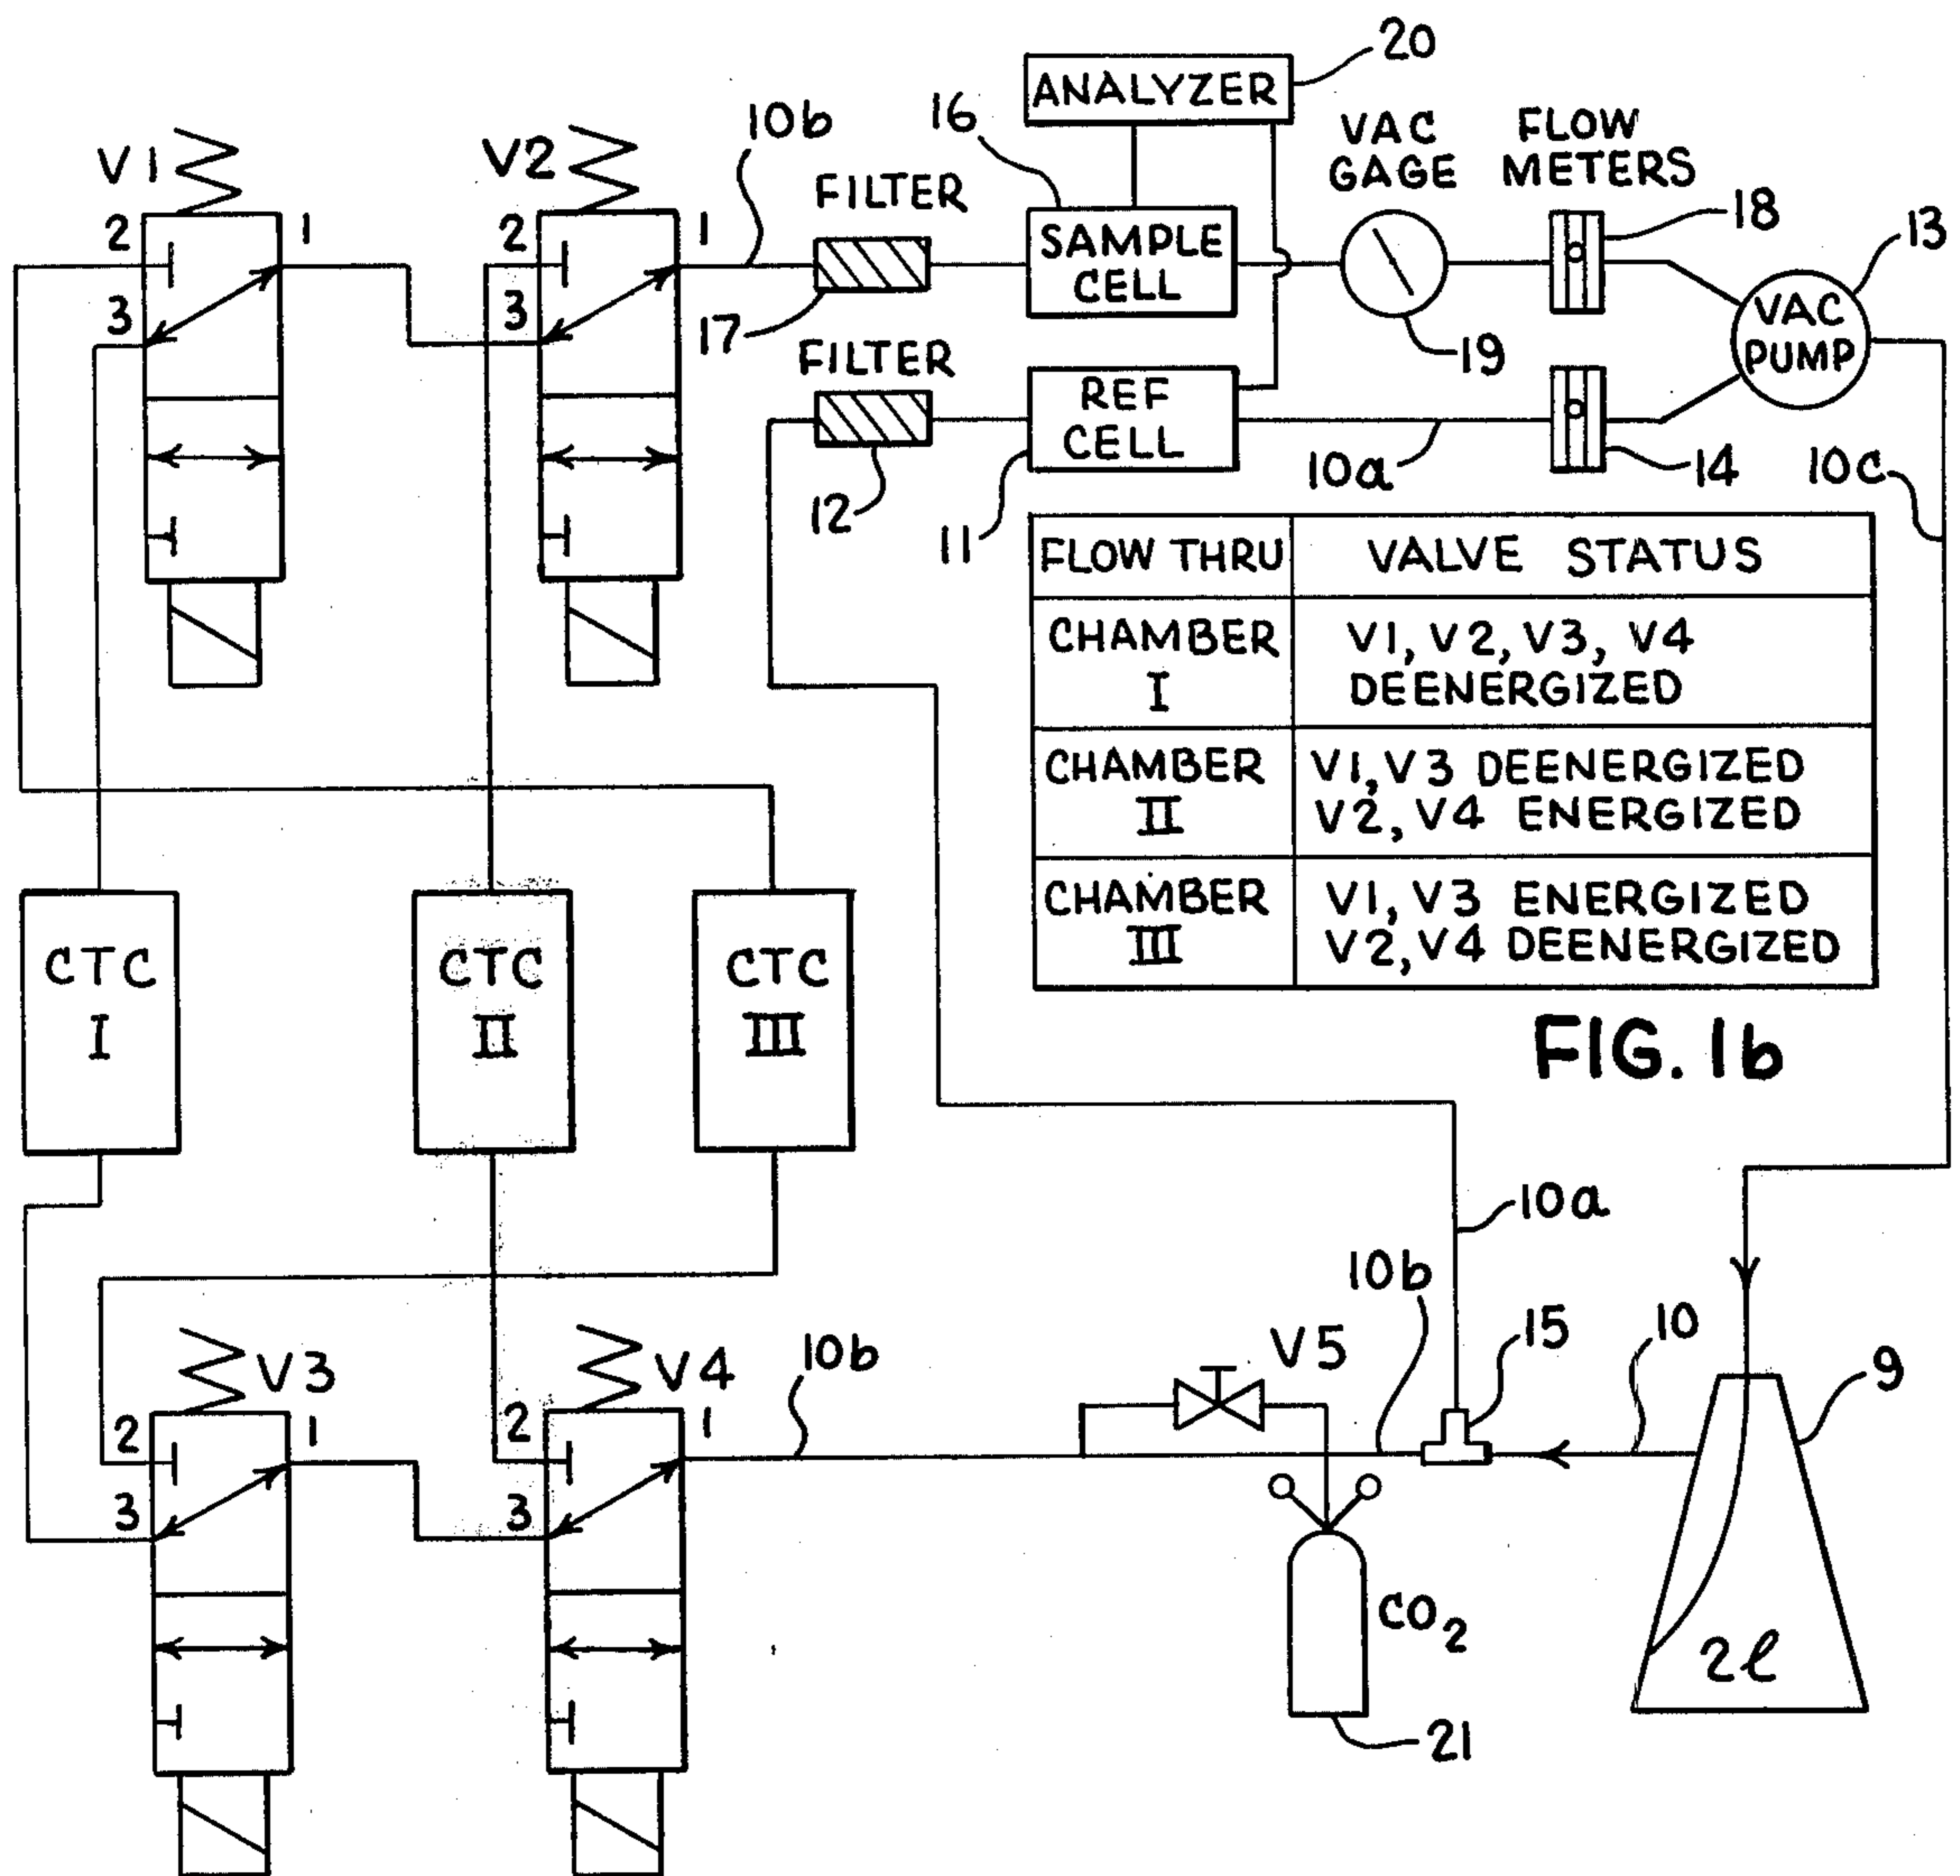 20
ANALYZER
16
10b
VAC
GAGE
FLOW
METERS
V1
V2
FILTER
18
13
2
1
2
1
SAMPLE
CELL
VAC
PUMP
3
3
17
FILTER
19
REF
CELL
12
11
10a
14
10c
FLOW THRU
VALVE STATUS
CHAMBER
I
V1, V2, V3, V4
DEENERGIZED
CHAMBER
II
V1, V3 DEENERGIZED
V2, V4 ENERGIZED
CHAMBER
III
V1, V3 ENERGIZED
V2, V4 DEENERGIZED
FIG. 1b
CTC
I
CTC
II
CTC
III
10a
10b
15
10
9
V3
V4
10b
V5
2
1
2
1
3
3
CO2
2ℓ
21